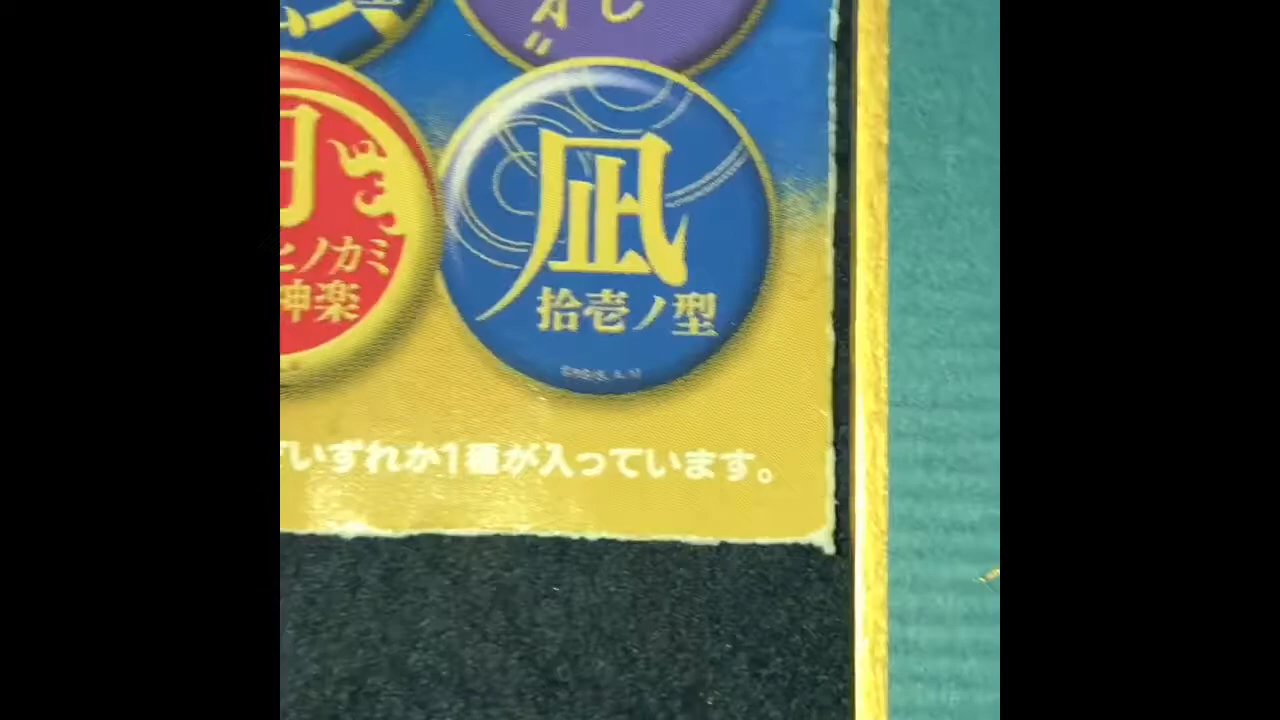 し
凪
拾壱ノ型
ヒノカミ
神楽
いずれか1種が入っています。